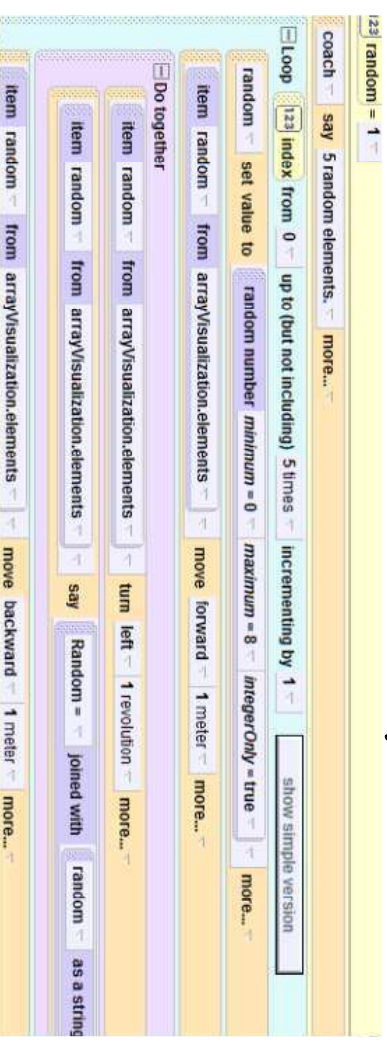 123 random = 1
coach say 5 random elements. more...
Loop 123 index from 0 up to (but not including) 5 times incrementing by 1 show simple version
random set value to random number minimum = 0 maximum = 8 integerOnly = true more...
item random from arrayVisualization.elements move forward 1 meter more...
Do together
item random from arrayVisualization.elements turn left 1 revolution more...
item random from arrayVisualization.elements say Random = joined with random as a string
item random from arrayVisualization.elements move backward 1 meter more...